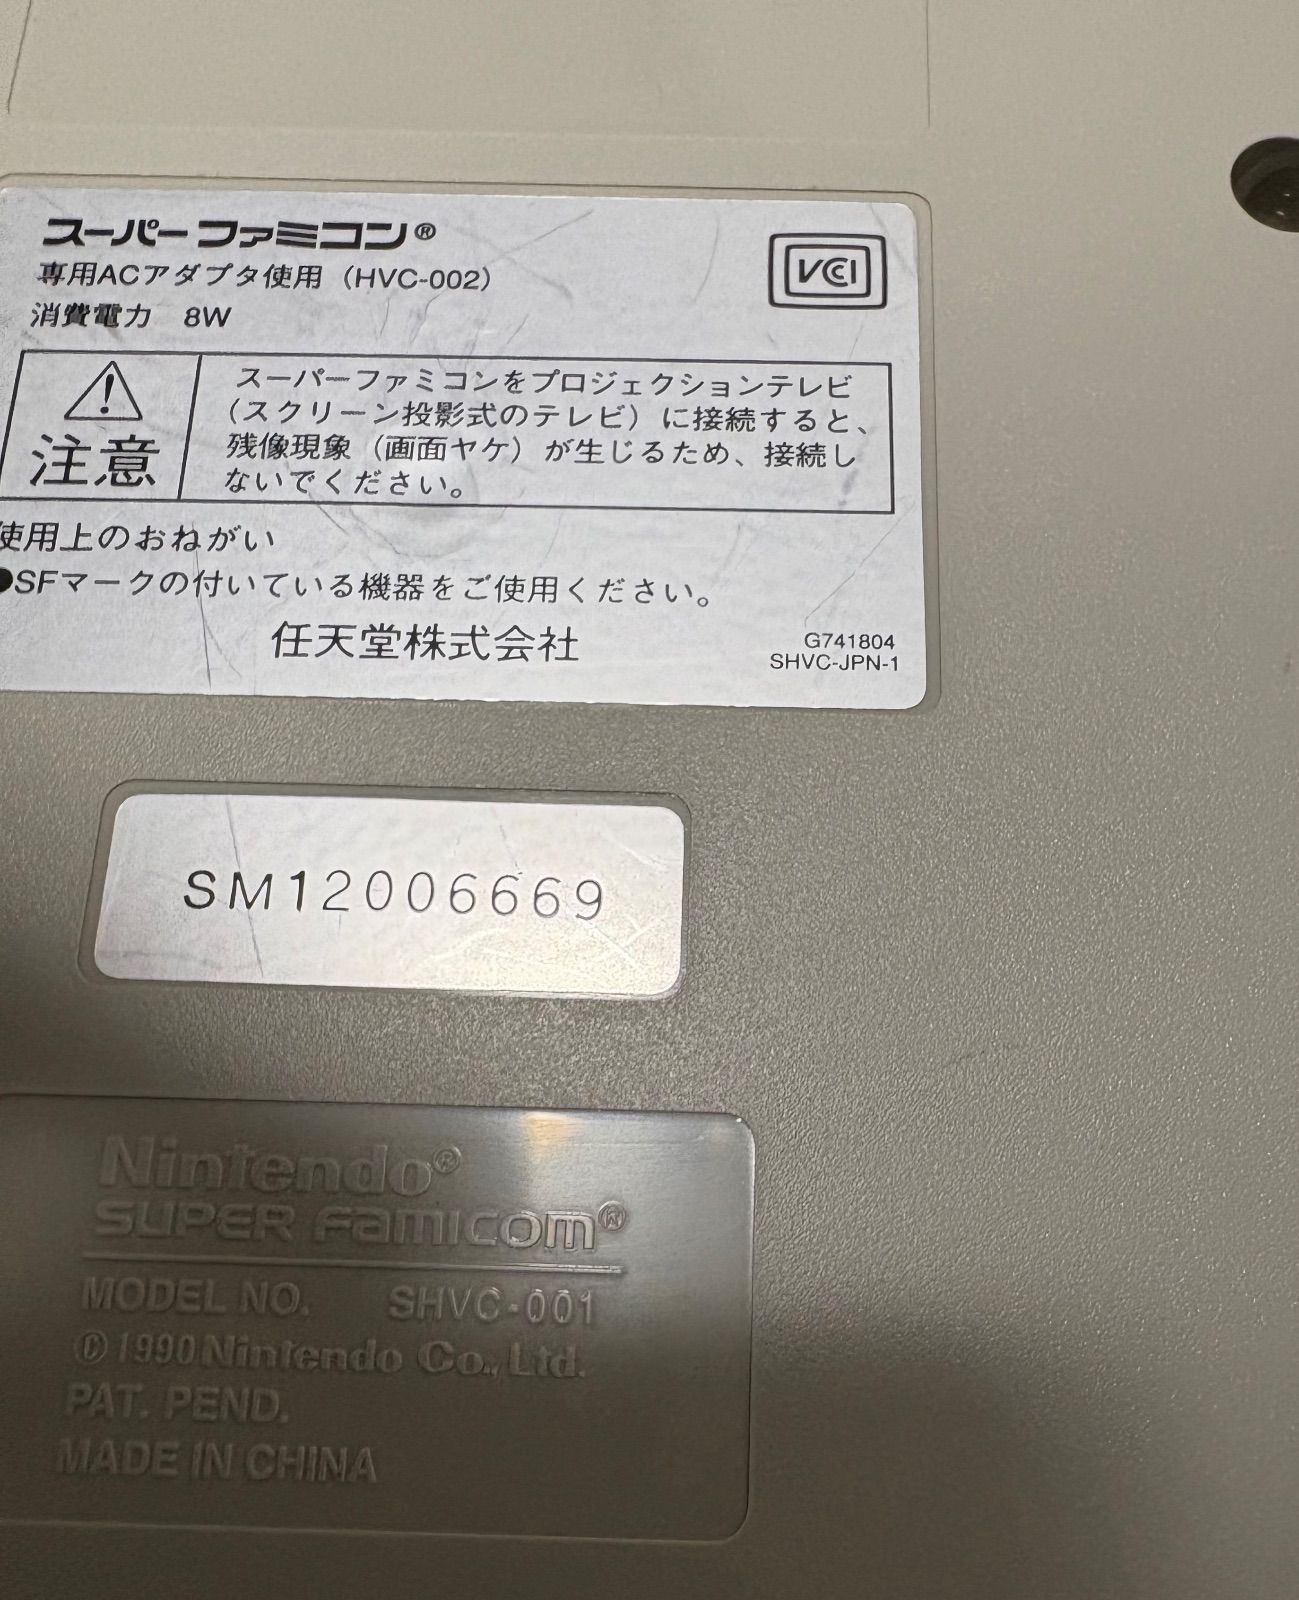 スーパーファミコン®
専用ACアダプタ使用（HVC-002）
消費電力 8W
VCCI
注意
スーパーファミコンをプロジェクションテレビ
（スクリーン投影式のテレビ）に接続すると、
残像現象（画面ヤケ）が生じるため、接続し
ないでください。
使用上のおねがい
●SFマークの付いている機器をご使用ください。
任天堂株式会社
G741804
SHVC-JPN-1
SM12006669
Nintendo®
SUPER FAMICOM®
MODEL NO. SHVC-001
© 1990 Nintendo Co., Ltd.
PAT. PEND.
MADE IN CHINA